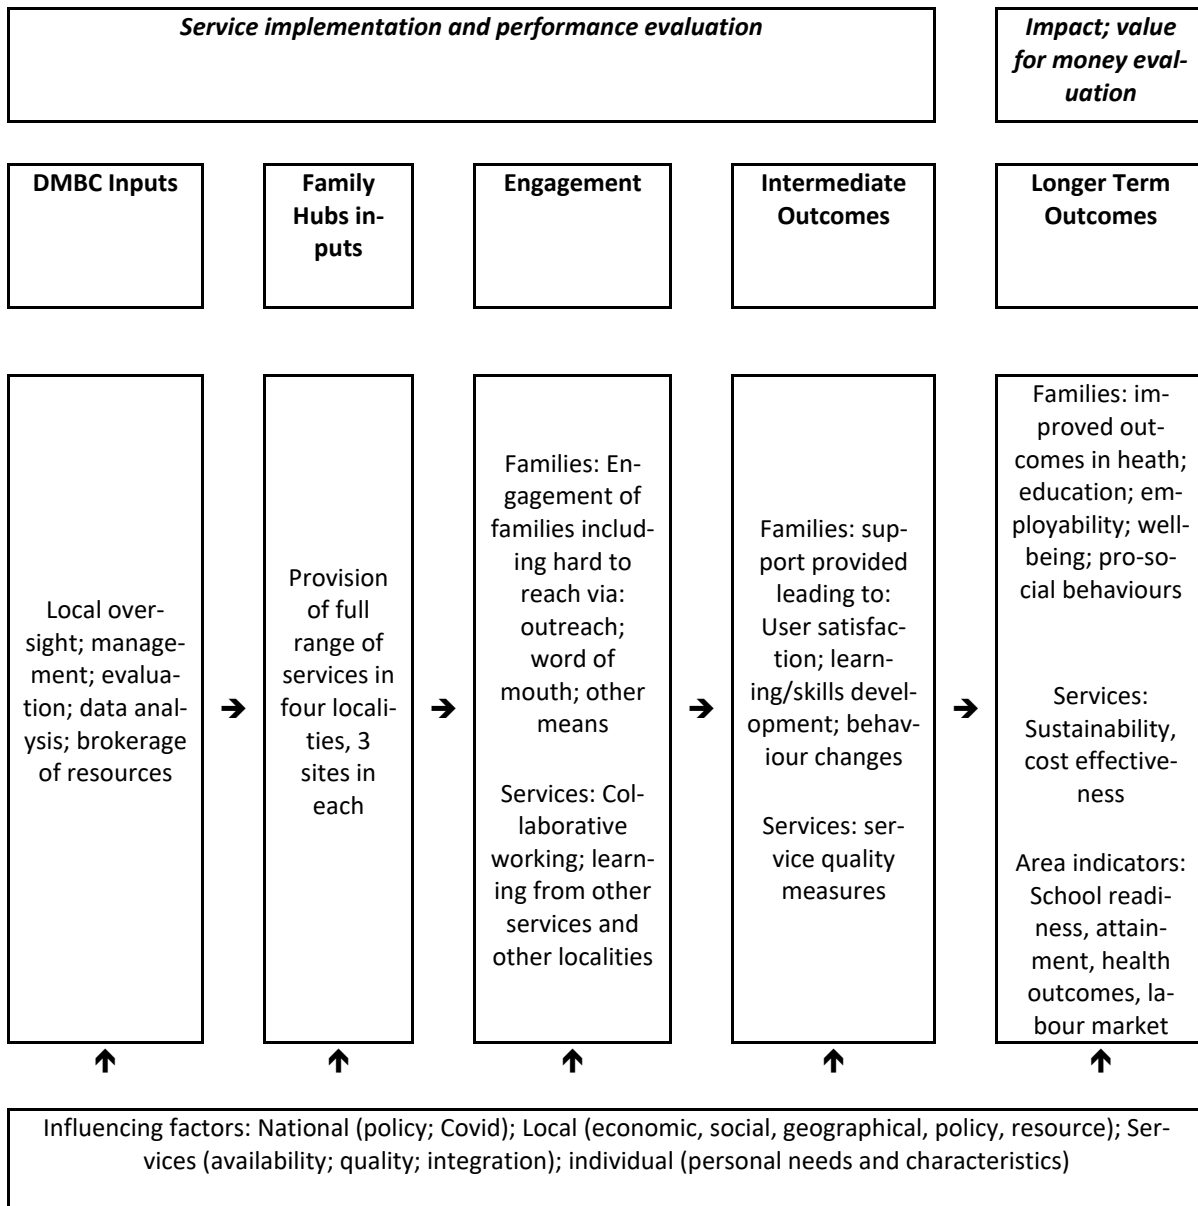 Service implementation and performance evaluation
Impact; value
for money eval-
uation
DMBC Inputs
Family
Hubs in-
puts
Engagement
Intermediate
Outcomes
Longer Term
Outcomes
Local over-
sight; manage-
ment; evalua-
tion; data anal-
ysis; brokerage
of resources
➔
Provision
of full
range of
services in
four locali-
ties, 3
sites in
each
➔
Families: En-
gagement of
families includ-
ing hard to
reach via:
outreach;
word of
mouth; other
means
Services: Col-
laborative
working; learn-
ing from other
services and
other localities
➔
Families: sup-
port provided
leading to:
User satisfac-
tion; learn-
ing/skills devel-
opment; behav-
iour changes
Services: ser-
vice quality
measures
➔
Families: im-
proved out-
comes in heath;
education; em-
ployability; well-
being; pro-so-
cial behaviours
Services:
Sustainability,
cost effective-
ness
Area indicators:
School readi-
ness, attain-
ment, health
outcomes, la-
bour market
Influencing factors: National (policy; Covid); Local (economic, social, geographical, policy, resource); Ser-
vices (availability; quality; integration); individual (personal needs and characteristics)